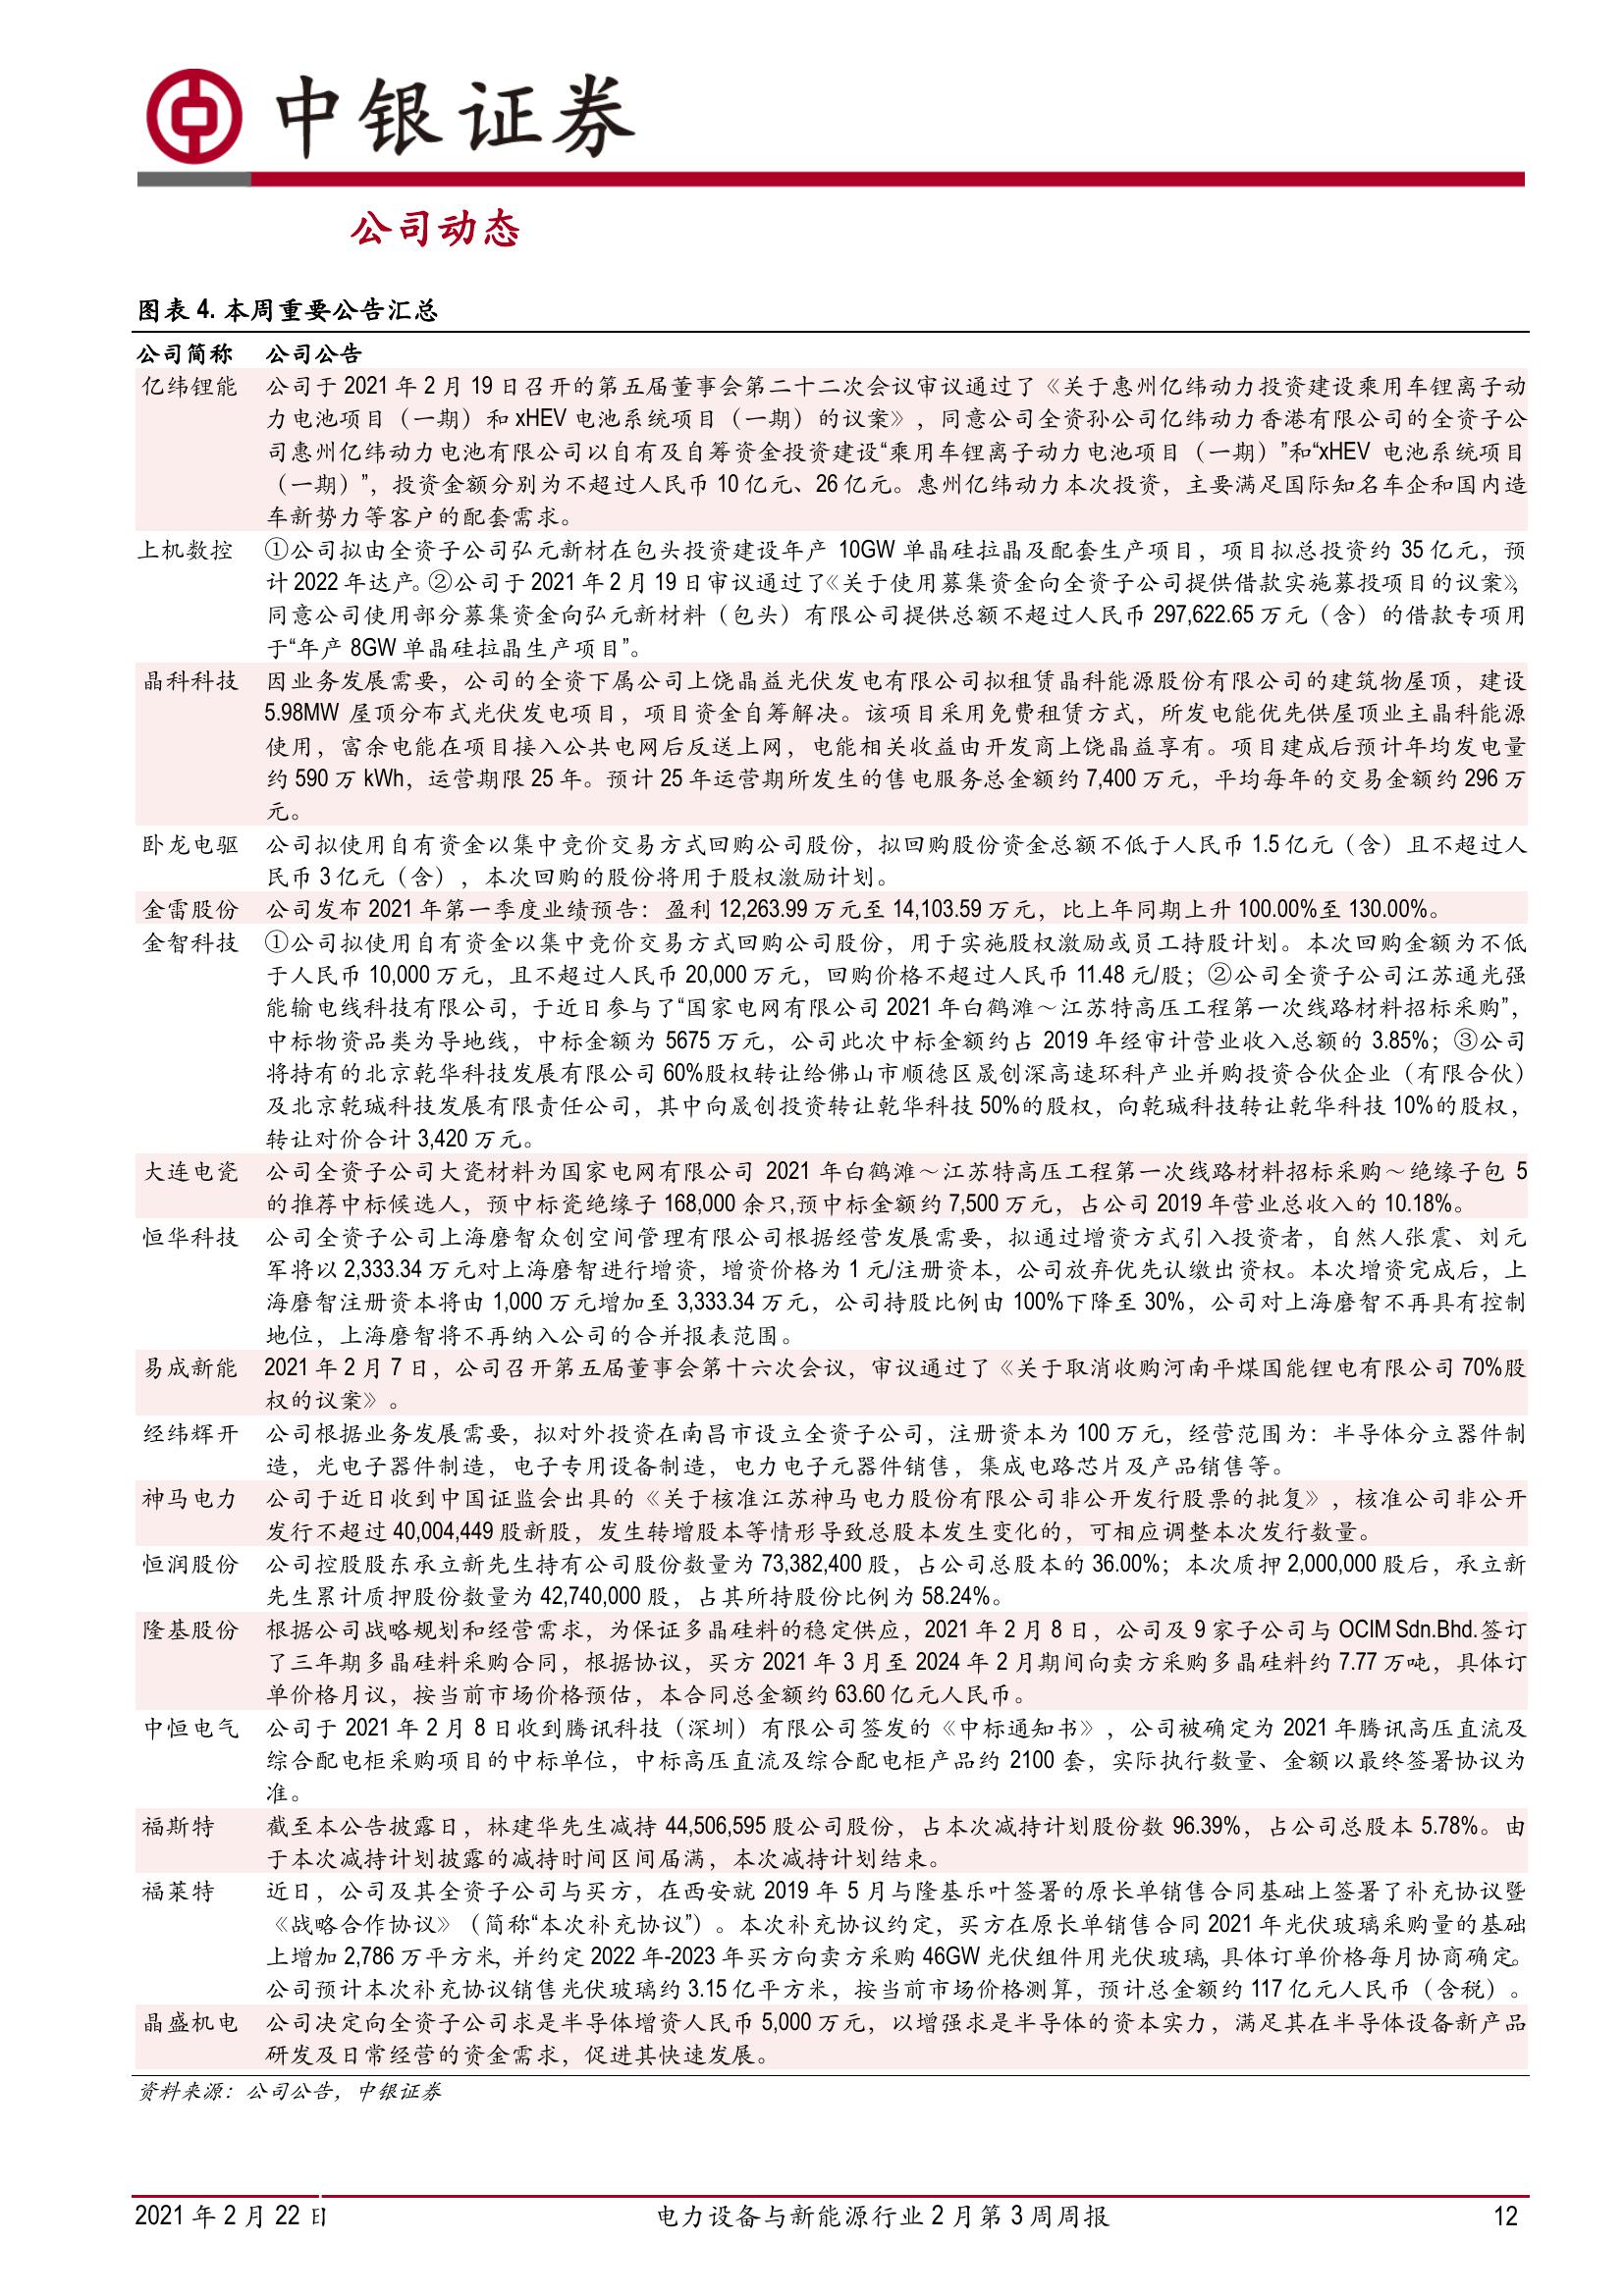 中银证券
公司动态
图表 4. 本周重要公告汇总
公司简称 公司公告
亿纬锂能 公司于 2021 年 2 月 19 日召开的第五届董事会第二十二次会议审议通过了《关于惠州亿纬动力投资建设乘用车锂离子动
力电池项目（一期）和 xHEV 电池系统项目（一期）的议案》，同意公司全资孙公司亿纬动力香港有限公司的全资子公
司惠州亿纬动力电池有限公司以自有及自筹资金投资建设“乘用车锂离子动力电池项目（一期）”和“xHEV 电池系统项目
（一期）”，投资金额分别为不超过人民币 10 亿元、26 亿元。惠州亿纬动力本次投资，主要满足国际知名车企和国内造
车新势力等客户的配套需求。
上机数控 ①公司拟由全资子公司弘元新材在包头投资建设年产 10GW 单晶硅拉晶及配套生产项目，项目拟总投资约 35 亿元，预
计 2022 年达产。②公司于 2021 年 2 月 19 日审议通过了《关于使用募集资金向全资子公司提供借款实施募投项目的议案》，
同意公司使用部分募集资金向弘元新材料（包头）有限公司提供总额不超过人民币 297,622.65 万元（含）的借款专项用
于“年产 8GW 单晶硅拉晶生产项目”。
晶科科技 因业务发展需要，公司的全资下属公司上饶晶益光伏发电有限公司拟租赁晶科能源股份有限公司的建筑物屋顶，建设
5.98MW 屋顶分布式光伏发电项目，项目资金自筹解决。该项目采用免费租赁方式，所发电能优先供屋顶业主晶科能源
使用，富余电能在项目接入公共电网后反送上网，电能相关收益由开发商上饶晶益享有。项目建成后预计年均发电量
约 590 万 kWh，运营期限 25 年。预计 25 年运营期所发生的售电服务总金额约 7,400 万元，平均每年的交易金额约 296 万
元。
卧龙电驱 公司拟使用自有资金以集中竞价交易方式回购公司股份，拟回购股份资金总额不低于人民币 1.5 亿元（含）且不超过人
民币 3 亿元（含），本次回购的股份将用于股权激励计划。
金雷股份 公司发布 2021 年第一季度业绩预告：盈利 12,263.99 万元至 14,103.59 万元，比上年同期上升 100.00%至 130.00%。
金智科技 ①公司拟使用自有资金以集中竞价交易方式回购公司股份，用于实施股权激励或员工持股计划。本次回购金额为不低
于人民币 10,000 万元，且不超过人民币 20,000 万元，回购价格不超过人民币 11.48 元/股；②公司全资子公司江苏通光强
能输电线科技有限公司，于近日参与了“国家电网有限公司 2021 年白鹤滩～江苏特高压工程第一次线路材料招标采购”，
中标物资品类为导地线，中标金额为 5675 万元，公司此次中标金额约占 2019 年经审计营业收入总额的 3.85%；③公司
将持有的北京乾华科技发展有限公司 60%股权转让给佛山市顺德区晟创深高速环科产业并购投资合伙企业（有限合伙）
及北京乾珹科技发展有限责任公司，其中向晟创投资转让乾华科技 50%的股权，向乾珹科技转让乾华科技 10%的股权，
转让对价合计 3,420 万元。
大连电瓷 公司全资子公司大瓷材料为国家电网有限公司 2021 年白鹤滩～江苏特高压工程第一次线路材料招标采购～绝缘子包 5
的推荐中标候选人，预中标瓷绝缘子 168,000 余只,预中标金额约 7,500 万元，占公司 2019 年营业总收入的 10.18%。
恒华科技 公司全资子公司上海磨智众创空间管理有限公司根据经营发展需要，拟通过增资方式引入投资者，自然人张震、刘元
军将以 2,333.34 万元对上海磨智进行增资，增资价格为 1 元/注册资本，公司放弃优先认缴出资权。本次增资完成后，上
海磨智注册资本将由 1,000 万元增加至 3,333.34 万元，公司持股比例由 100%下降至 30%，公司对上海磨智不再具有控制
地位，上海磨智将不再纳入公司的合并报表范围。
易成新能 2021 年 2 月 7 日，公司召开第五届董事会第十六次会议，审议通过了《关于取消收购河南平煤国能锂电有限公司 70%股
权的议案》。
经纬辉开 公司根据业务发展需要，拟对外投资在南昌市设立全资子公司，注册资本为 100 万元，经营范围为：半导体分立器件制
造，光电子器件制造，电子专用设备制造，电力电子元器件销售，集成电路芯片及产品销售等。
神马电力 公司于近日收到中国证监会出具的《关于核准江苏神马电力股份有限公司非公开发行股票的批复》，核准公司非公开
发行不超过 40,004,449 股新股，发生转增股本等情形导致总股本发生变化的，可相应调整本次发行数量。
恒润股份 公司控股股东承立新先生持有公司股份数量为 73,382,400 股，占公司总股本的 36.00%；本次质押 2,000,000 股后，承立新
先生累计质押股份数量为 42,740,000 股，占其所持股份比例为 58.24%。
隆基股份 根据公司战略规划和经营需求，为保证多晶硅料的稳定供应，2021 年 2 月 8 日，公司及 9 家子公司与 OCIM Sdn.Bhd.签订
了三年期多晶硅料采购合同，根据协议，买方 2021 年 3 月至 2024 年 2 月期间向卖方采购多晶硅料约 7.77 万吨，具体订
单价格月议，按当前市场价格预估，本合同总金额约 63.60 亿元人民币。
中恒电气 公司于 2021 年 2 月 8 日收到腾讯科技（深圳）有限公司签发的《中标通知书》，公司被确定为 2021 年腾讯高压直流及
综合配电柜采购项目的中标单位，中标高压直流及综合配电柜产品约 2100 套，实际执行数量、金额以最终签署协议为
准。
福斯特 截至本公告披露日，林建华先生减持 44,506,595 股公司股份，占本次减持计划股份数 96.39%，占公司总股本 5.78%。由
于本次减持计划披露的减持时间区间届满，本次减持计划结束。
福莱特 近日，公司及其全资子公司与买方，在西安就 2019 年 5 月与隆基乐叶签署的原长单销售合同基础上签署了补充协议暨
《战略合作协议》（简称“本次补充协议”）。本次补充协议约定，买方在原长单销售合同 2021 年光伏玻璃采购量的基础
上增加 2,786 万平方米，并约定 2022 年-2023 年买方向卖方采购 46GW 光伏组件用光伏玻璃，具体订单价格每月协商确定。
公司预计本次补充协议销售光伏玻璃约 3.15 亿平方米，按当前市场价格测算，预计总金额约 117 亿元人民币（含税）。
晶盛机电 公司决定向全资子公司求是半导体增资人民币 5,000 万元，以增强求是半导体的资本实力，满足其在半导体设备新产品
研发及日常经营的资金需求，促进其快速发展。
资料来源：公司公告，中银证券
2021 年 2 月 22 日 电力设备与新能源行业 2 月第 3 周周报 12